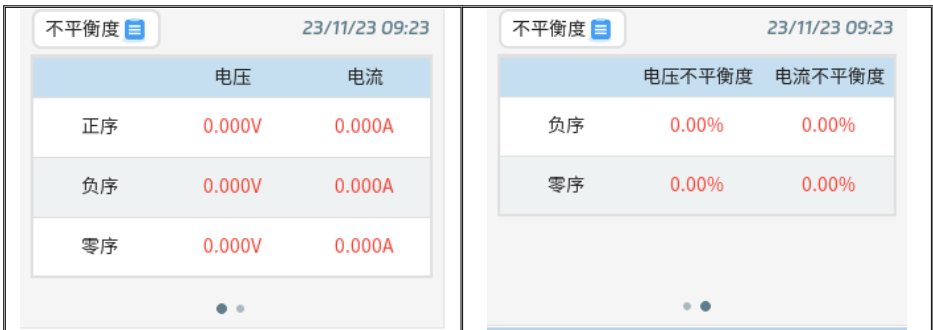 不平衡度 23/11/23 09:23
电压 电流
正序 0.000V 0.000A
负序 0.000V 0.000A
零序 0.000V 0.000A
不平衡度 23/11/23 09:23
电压不平衡度 电流不平衡度
负序 0.00% 0.00%
零序 0.00% 0.00%